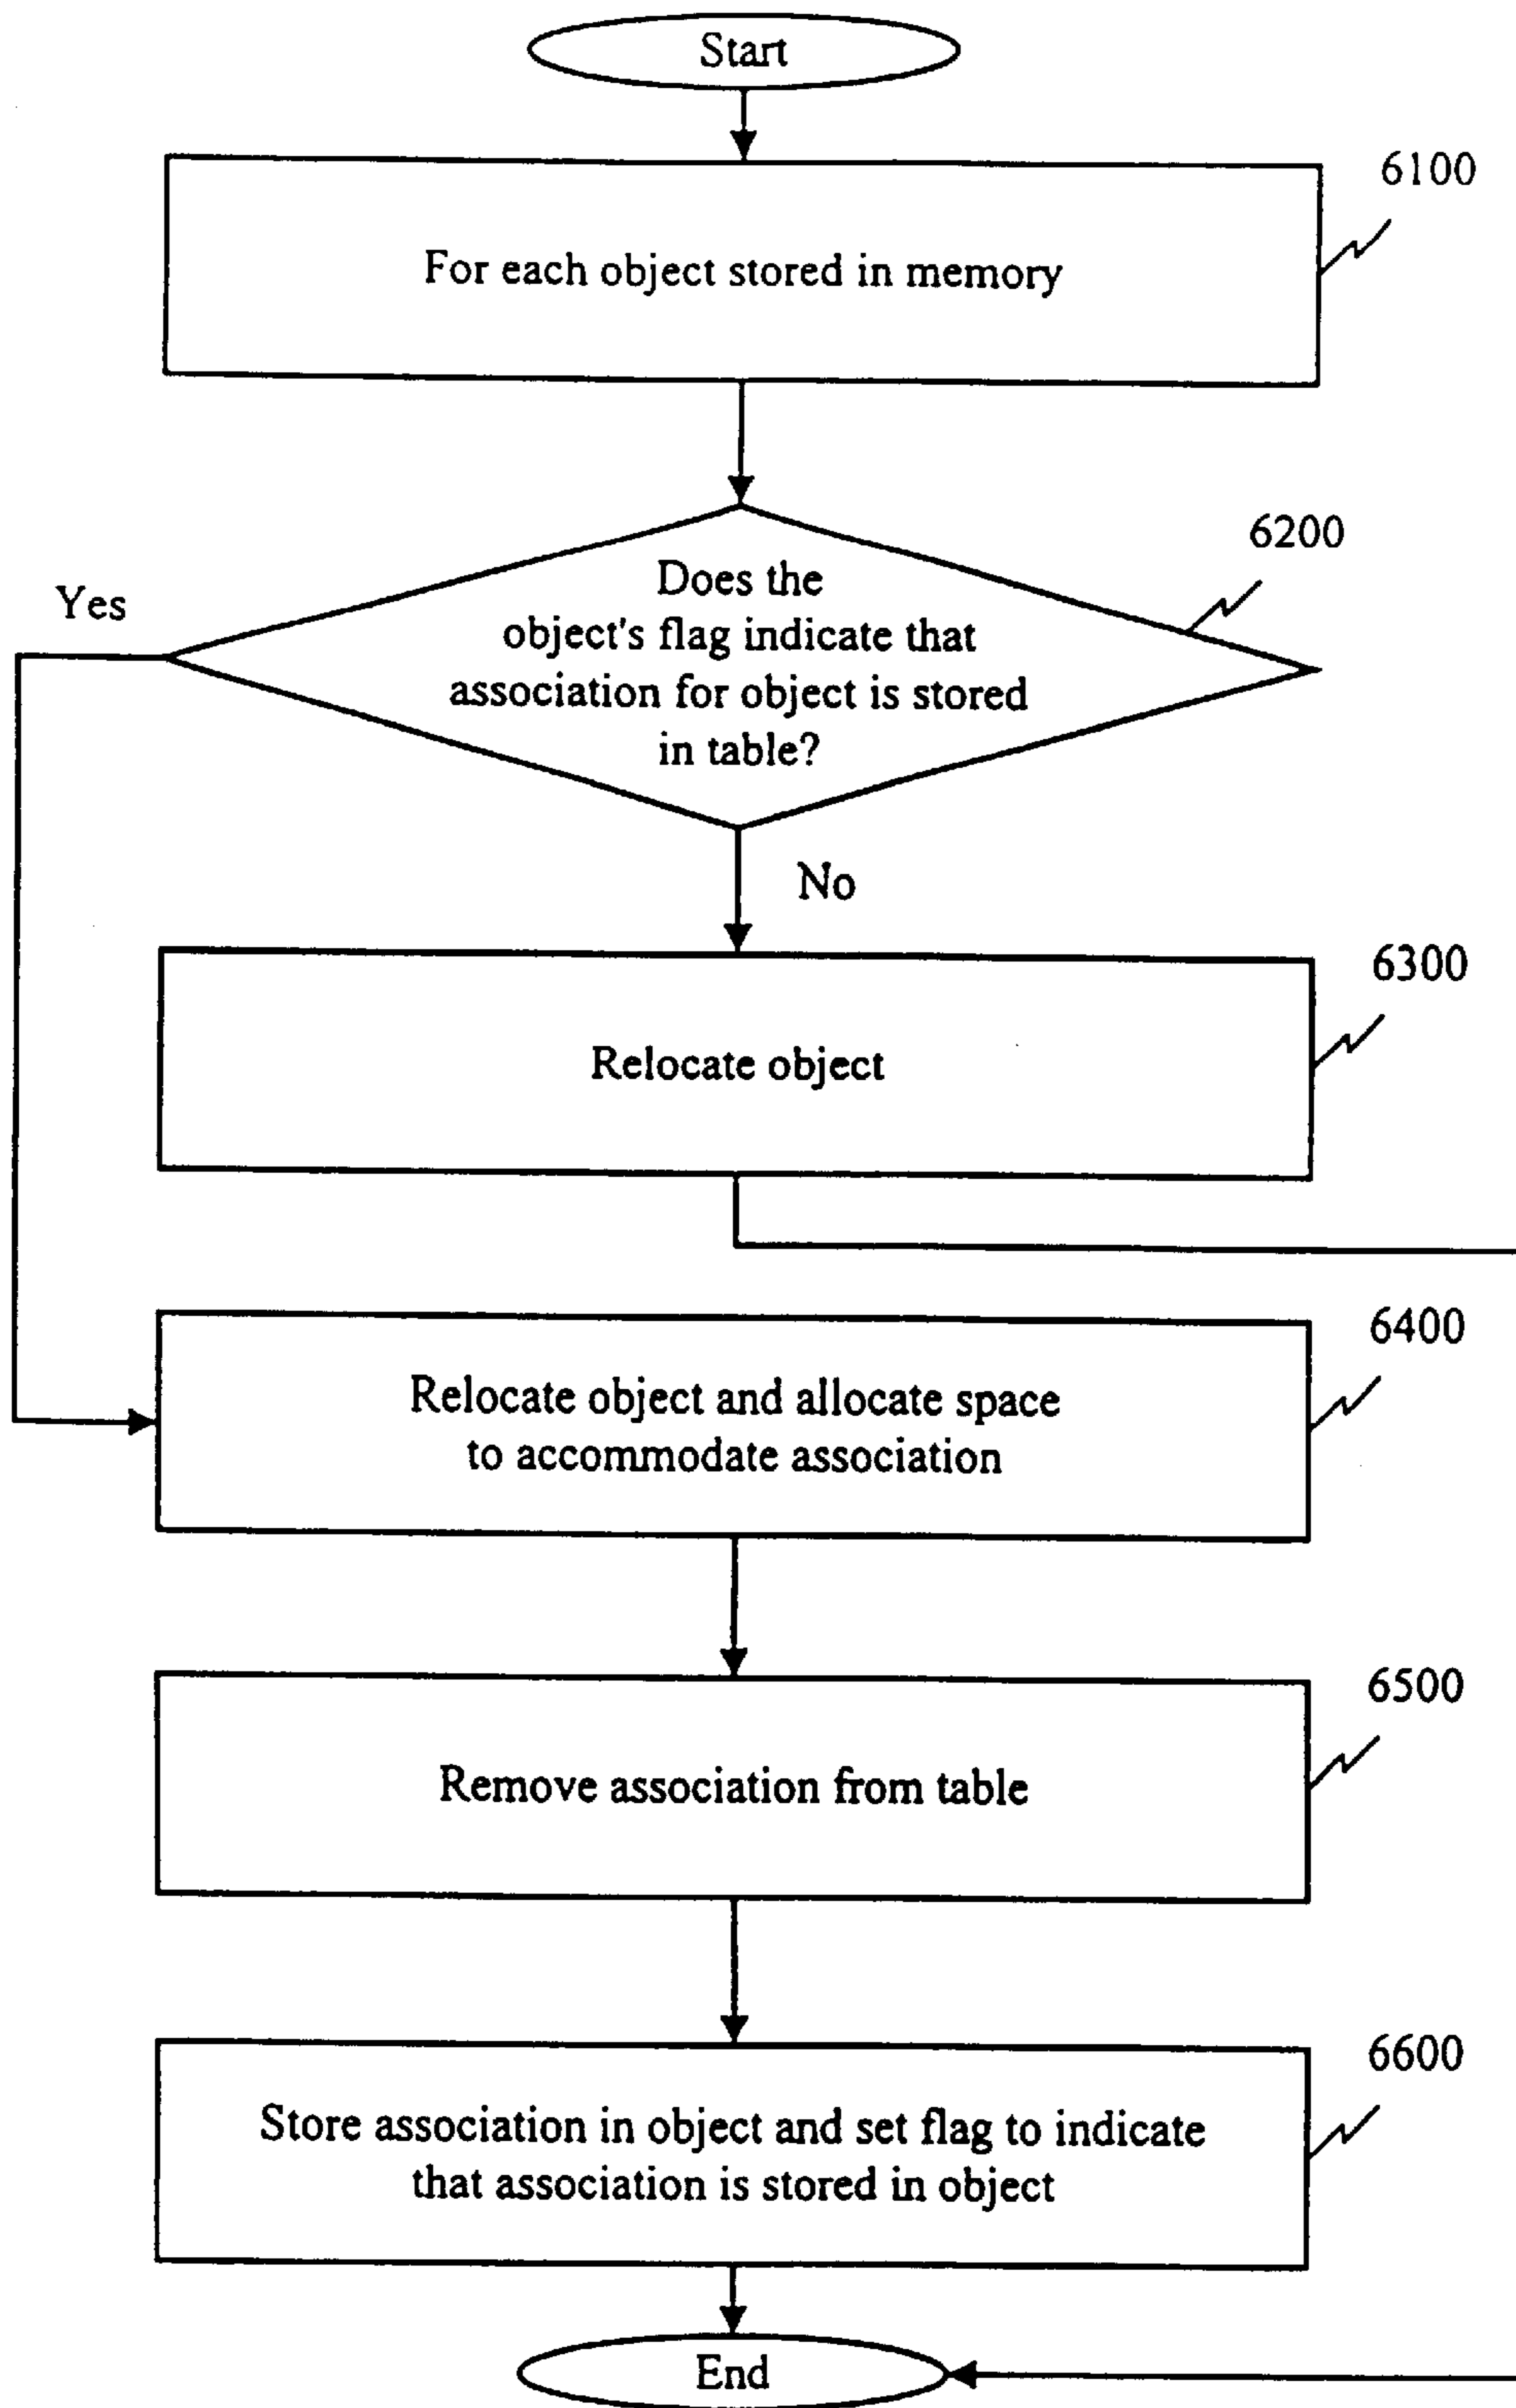 Start
6100
For each object stored in memory
6200
Does the
object's flag indicate that
association for object is stored
in table?
Yes
No
6300
Relocate object
6400
Relocate object and allocate space
to accommodate association
6500
Remove association from table
6600
Store association in object and set flag to indicate
that association is stored in object
End